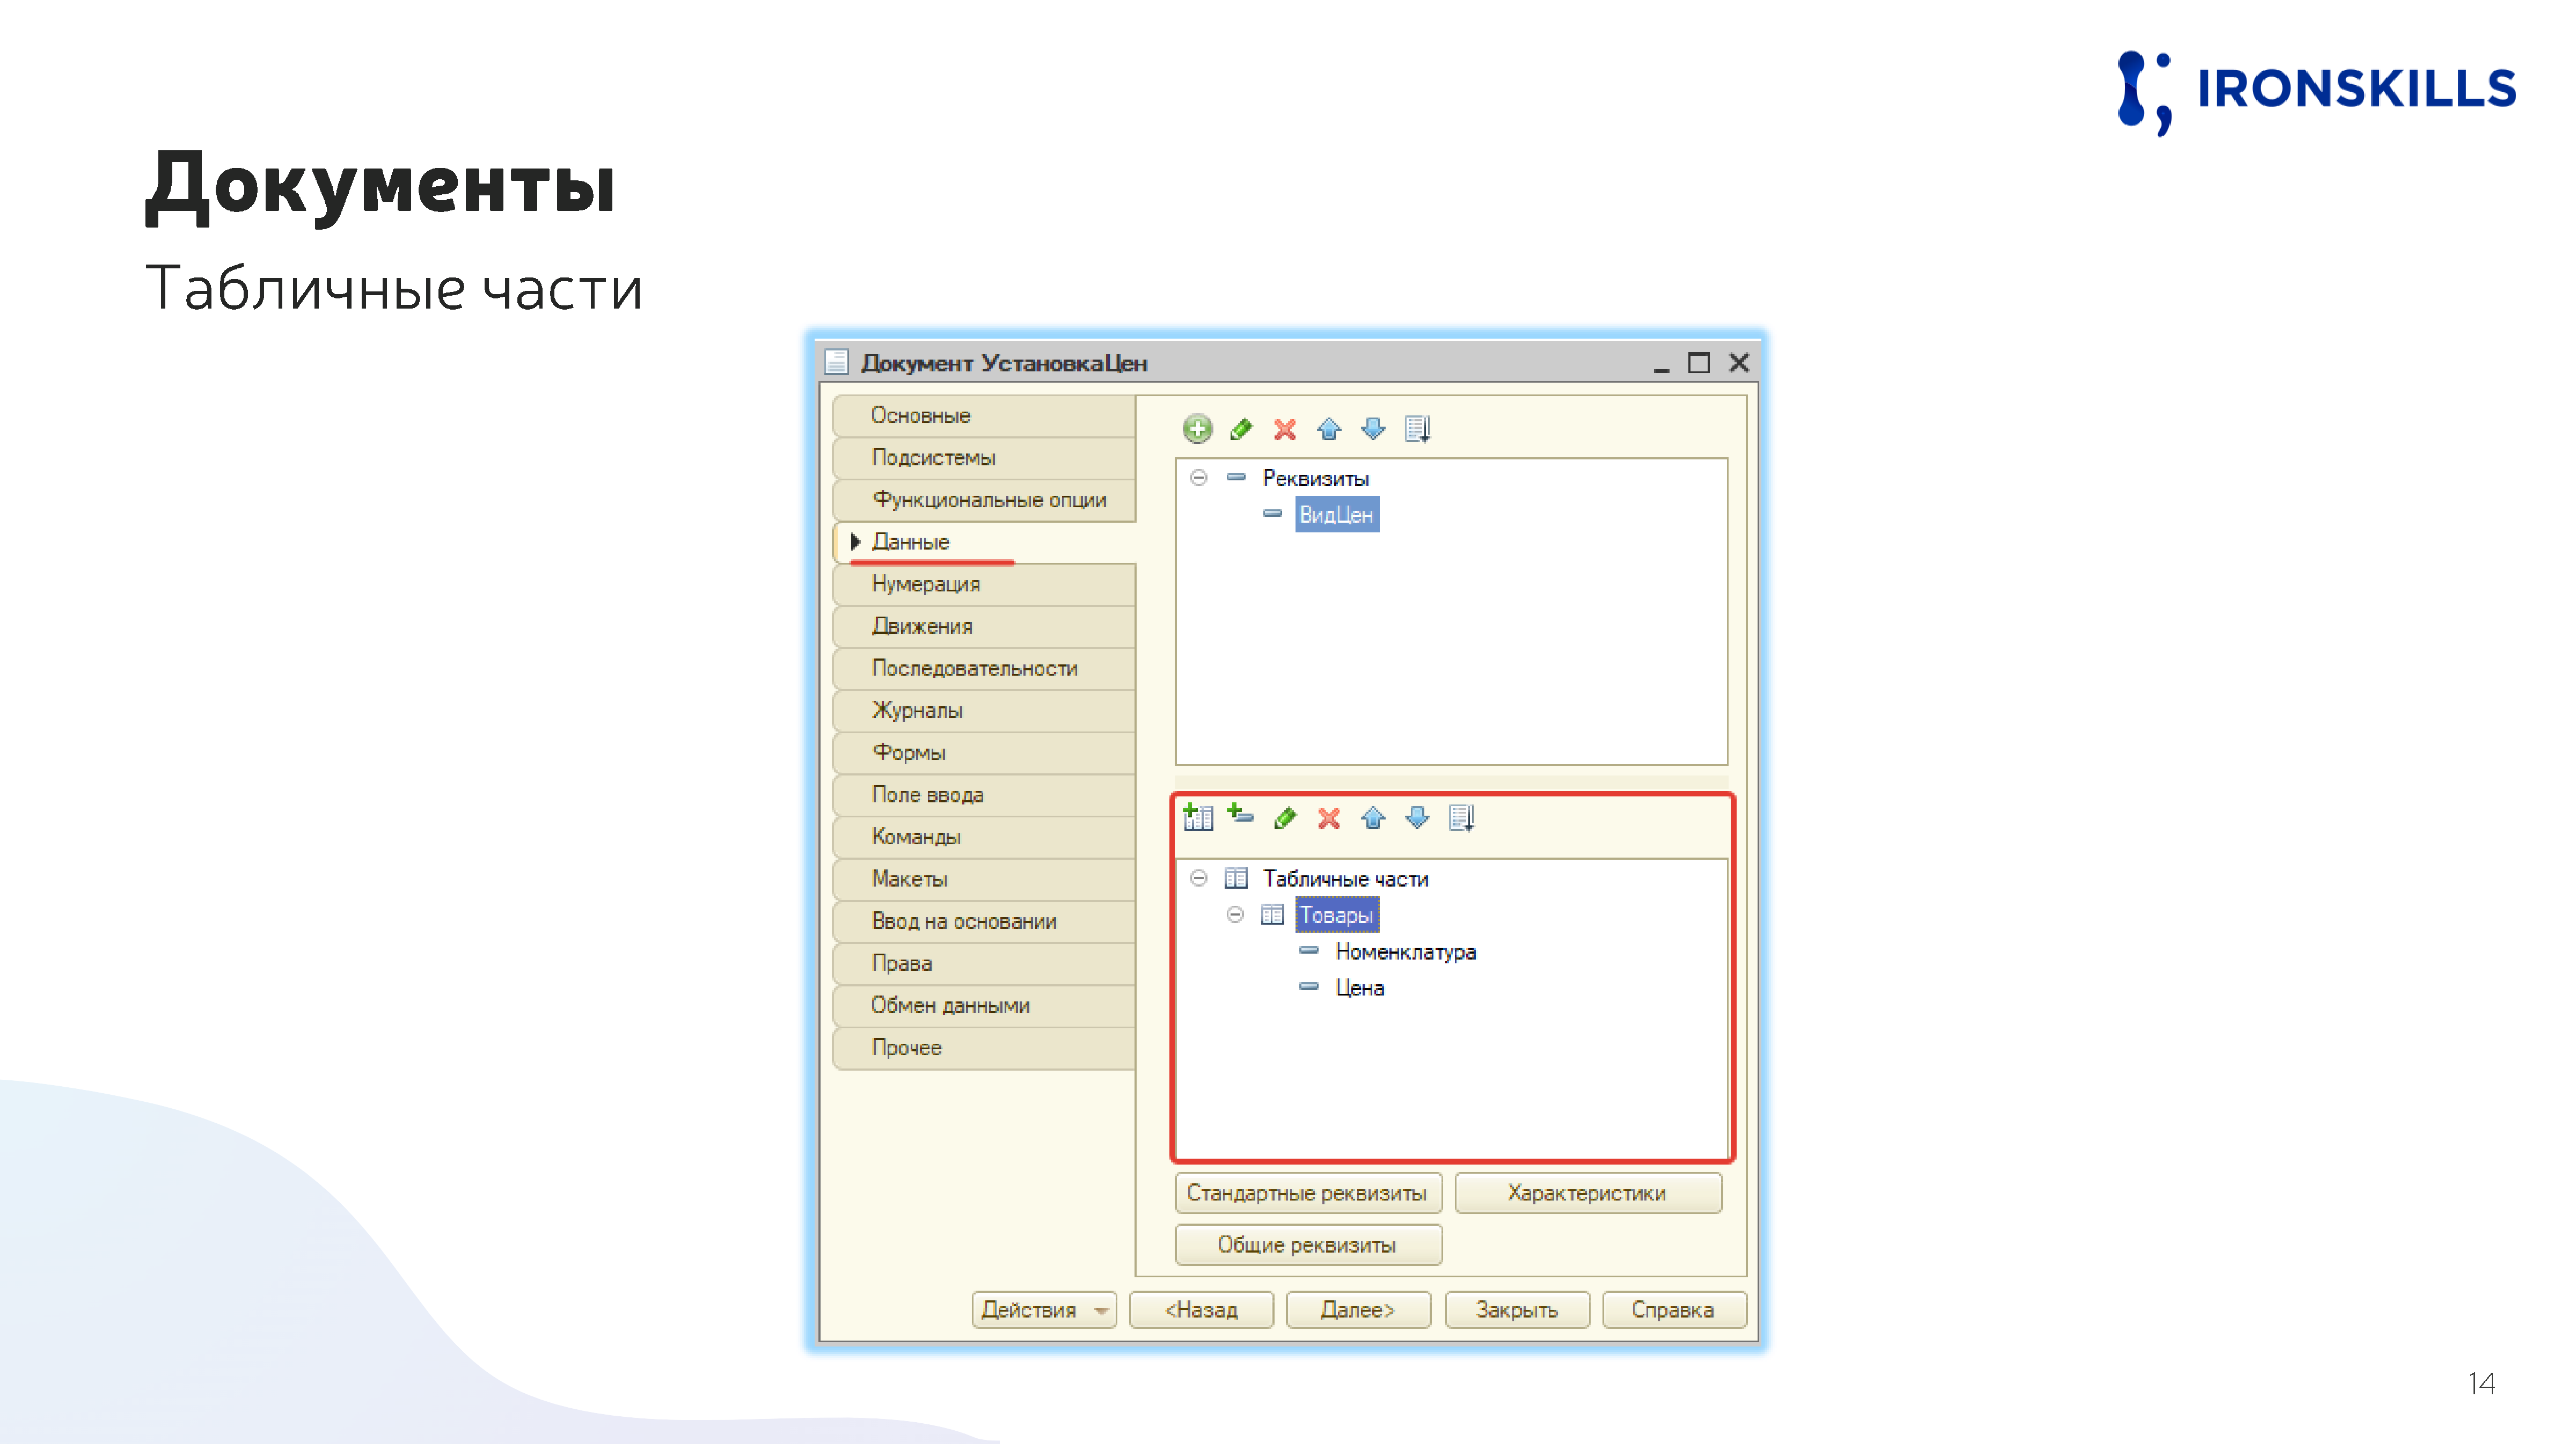 IRONSKILLS
Документы
Табличные части
Документ УстановкаЦен
Основные
Подсистемы
Функциональные опции
Данные
Нумерация
Движения
Последовательности
Журналы
Формы
Поле ввода
Команды
Макеты
Ввод на основании
Права
Обмен данными
Прочее
Реквизиты
ВидЦен
Табличные части
Товары
Номенклатура
Цена
Стандартные реквизиты
Характеристики
Общие реквизиты
Действия
<Назад
Далее>
Закрыть
Справка
14